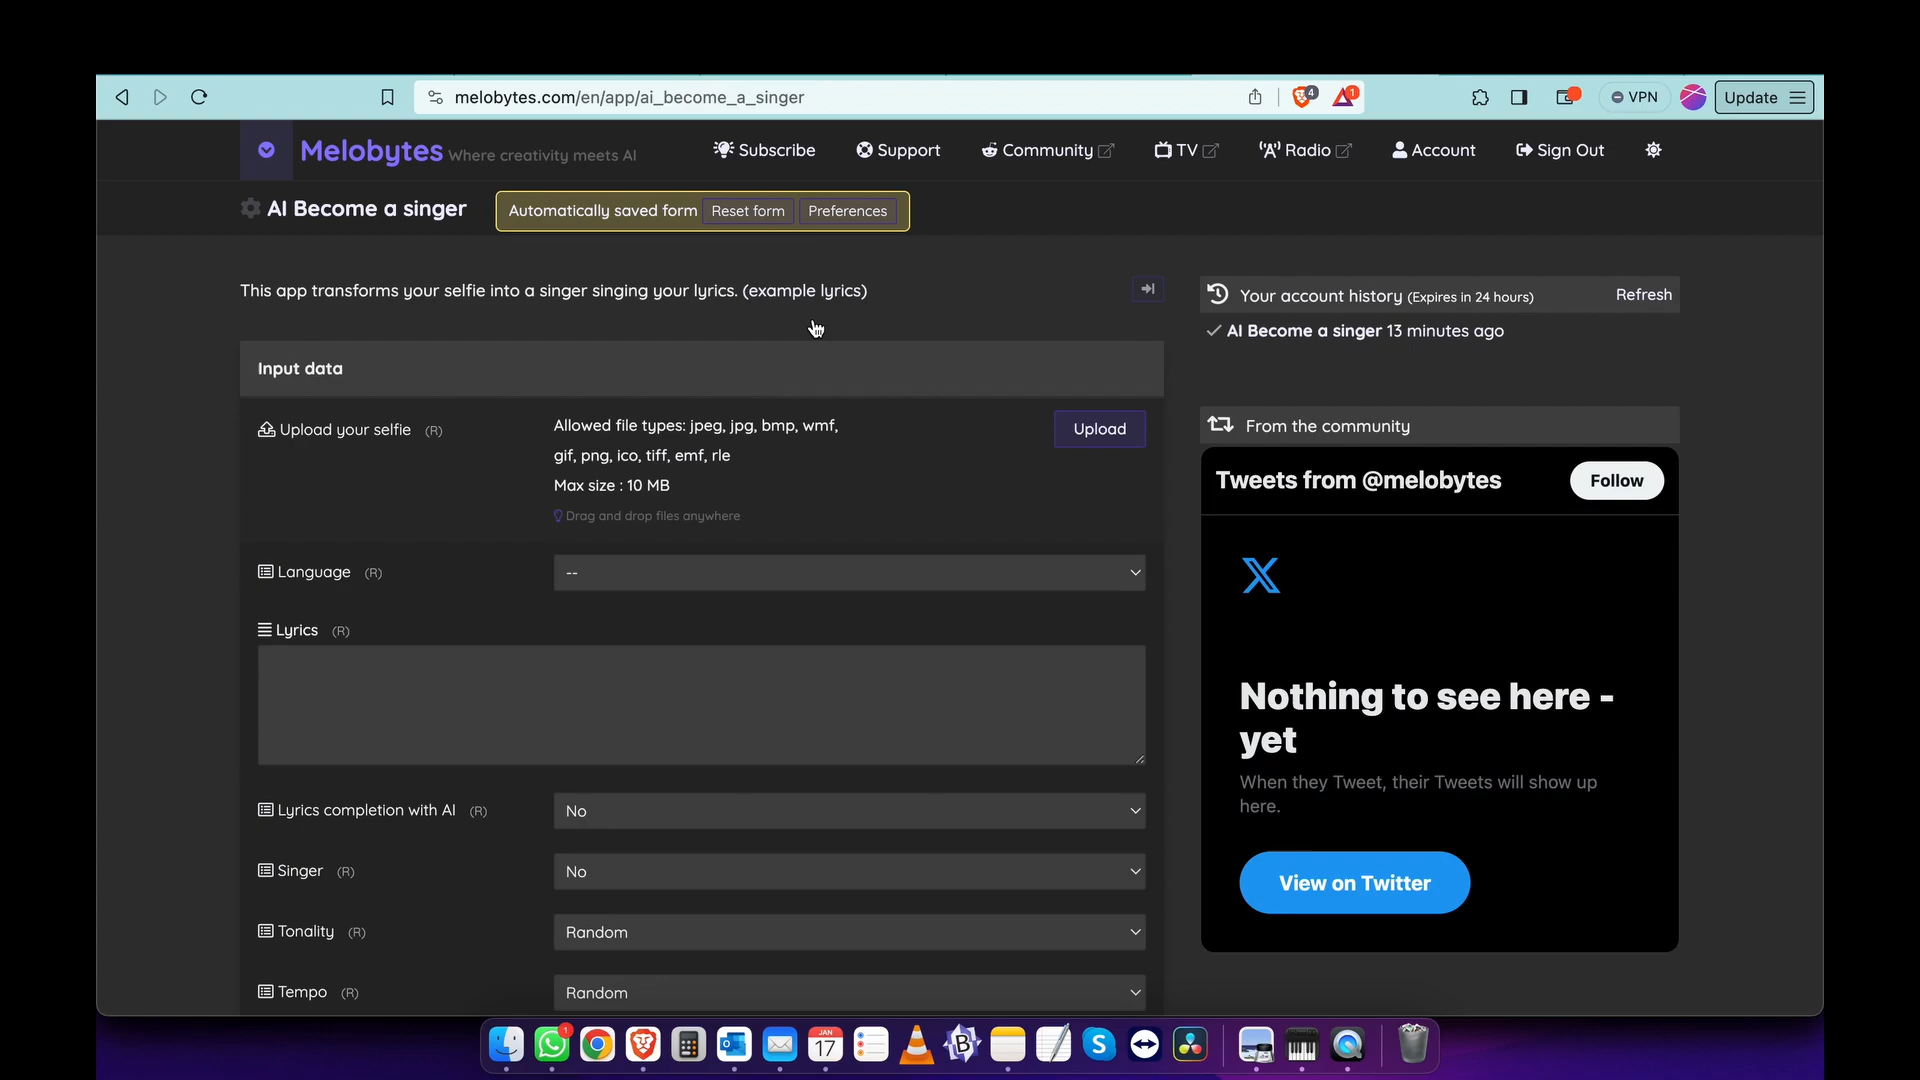 melobytes.com/en/app/ai_become_a_singer
4
1
VPN
Update
Melobytes Where creativity meets AI
Subscribe
Support
Community
TV
Radio
Account
Sign Out
AI Become a singer
Automatically saved form
Reset form
Preferences
This app transforms your selfie into a singer singing your lyrics. (example lyrics)
Input data
Upload your selfie (R)
Allowed file types: jpeg, jpg, bmp, wmf,
gif, png, ico, tiff, emf, rle
Max size : 10 MB
Drag and drop files anywhere
Upload
Language (R)
--
Lyrics (R)
Lyrics completion with AI (R)
No
Singer (R)
No
Tonality (R)
Random
Tempo (R)
Random
Your account history (Expires in 24 hours)
Refresh
AI Become a singer 13 minutes ago
From the community
Tweets from @melobytes
Follow
X
Nothing to see here -
yet
When they Tweet, their Tweets will show up
here.
View on Twitter
1
JAN
17
B
S